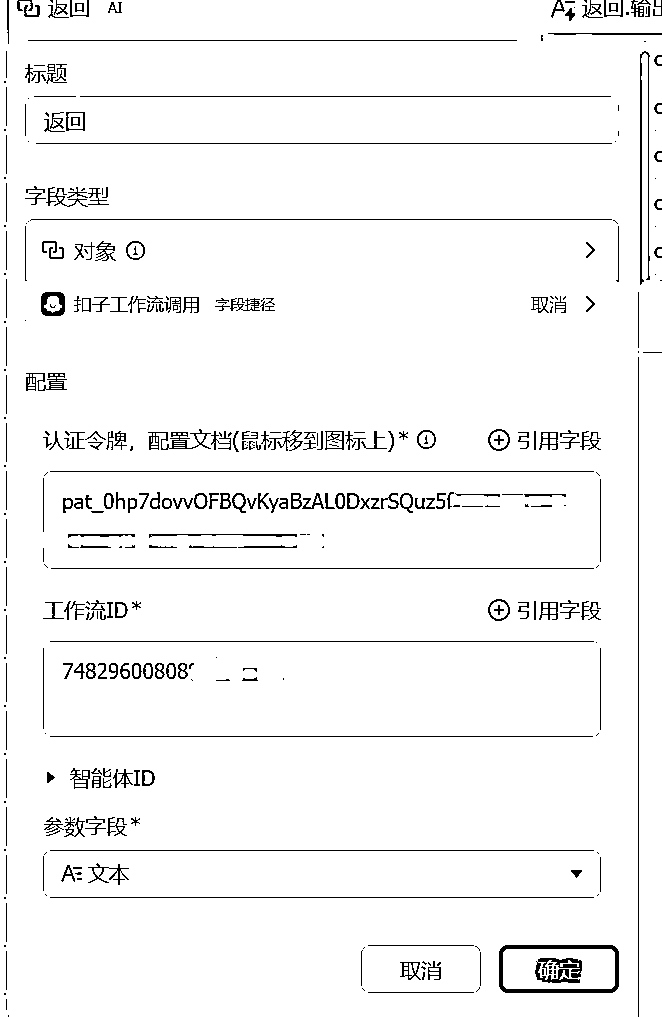 返回 AI
返回.输出
标题
返回
字段类型
对象
扣子工作流调用 字段捷径 取消
配置
认证令牌，配置文档(鼠标移到图标上)* 引用字段
pat_0hp7dovvOFBQvKyaBzAL0DxzrSQuz5
工作流ID* 引用字段
74829600808
智能体ID
参数字段*
文本
取消 确定